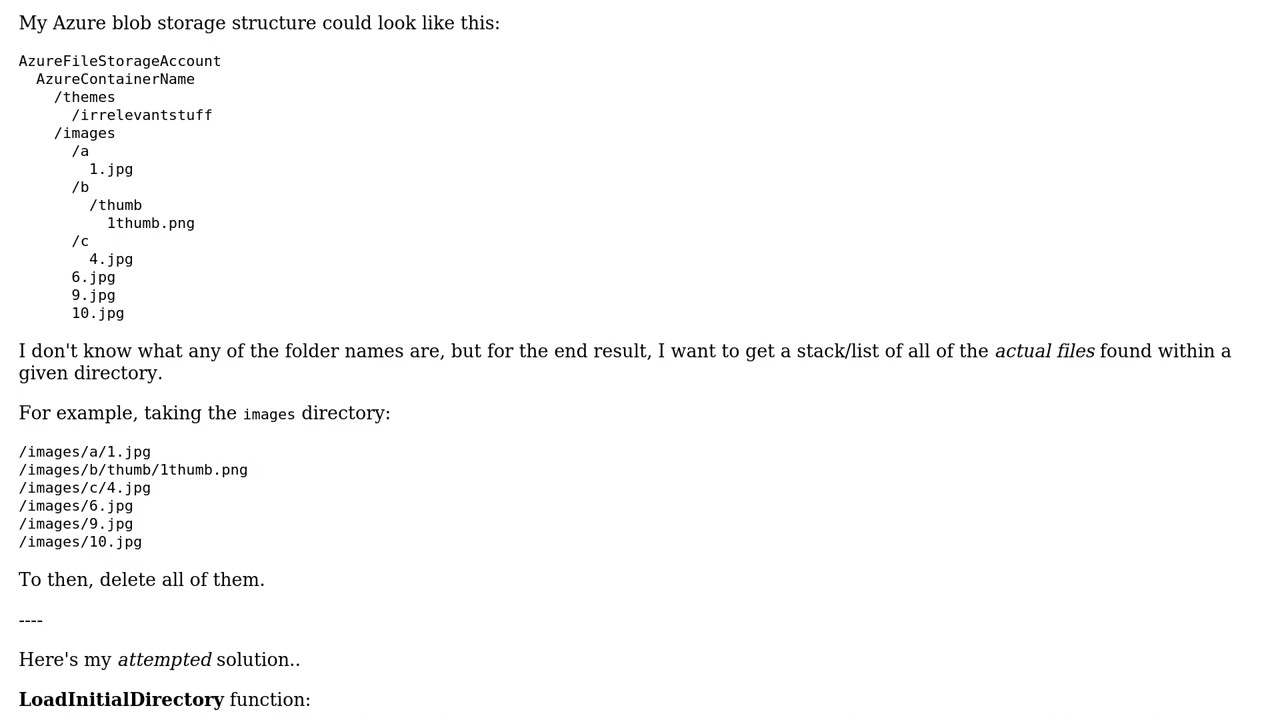 My Azure blob storage structure could look like this:
AzureFileStorageAccount
AzureContainerName
/themes
/irrelevantstuff
/images
/a
1.jpg
/b
/thumb
1thumb.png
/c
4.jpg
6.jpg
9.jpg
10.jpg
I don't know what any of the folder names are, but for the end result, I want to get a stack/list of all of the actual files found within a
given directory.
For example, taking the images directory:
/images/a/1.jpg
/images/b/thumb/1thumb.png
/images/c/4.jpg
/images/6.jpg
/images/9.jpg
/images/10.jpg
To then, delete all of them.
----
Here's my attempted solution..
LoadInitialDirectory function: